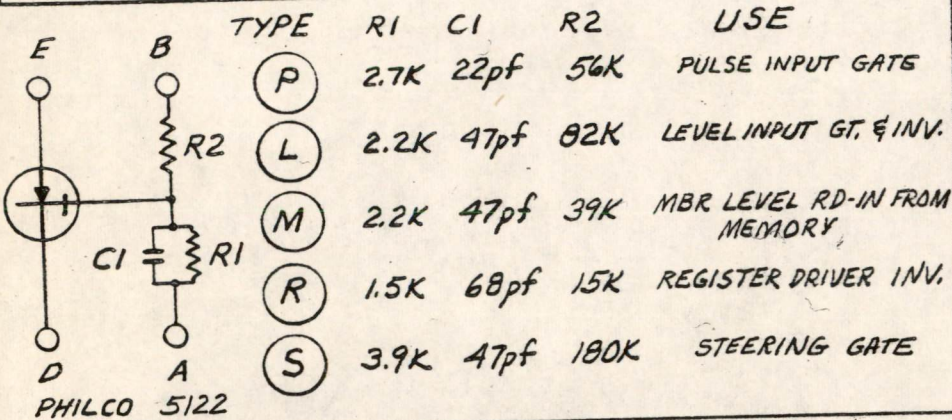 TYPE R1 C1 R2 USE
E B
P 2.7K 22pf 56K PULSE INPUT GATE
R2
L 2.2K 47pf 82K LEVEL INPUT GT. & INV.
M 2.2K 47pf 39K MBR LEVEL RD-IN FROM
MEMORY
C1 R1
R 1.5K 68pf 15K REGISTER DRIVER INV.
S 3.9K 47pf 180K STEERING GATE
D A
PHILCO 5122